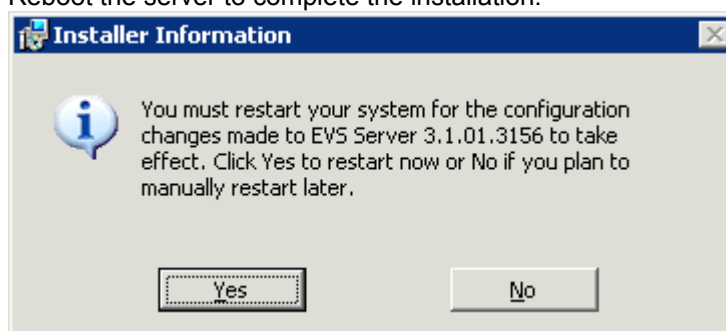 Reboot the server to complete the installation.
Installer Information
You must restart your system for the configuration
changes made to EVS Server 3.1.01.3156 to take
effect. Click Yes to restart now or No if you plan to
manually restart later.
Yes
No